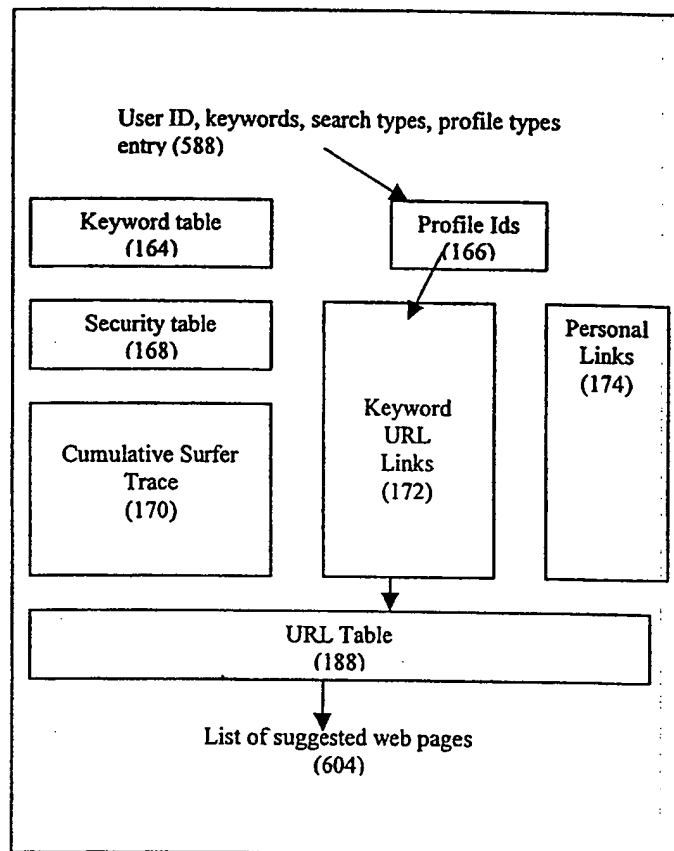 User ID, keywords, search types, profile types
entry (588)
Keyword table
(164)
Profile Ids
(166)
Security table
(168)
Personal
Links
(174)
Keyword
URL
Links
(172)
Cumulative Surfer
Trace
(170)
URL Table
(188)
List of suggested web pages
(604)